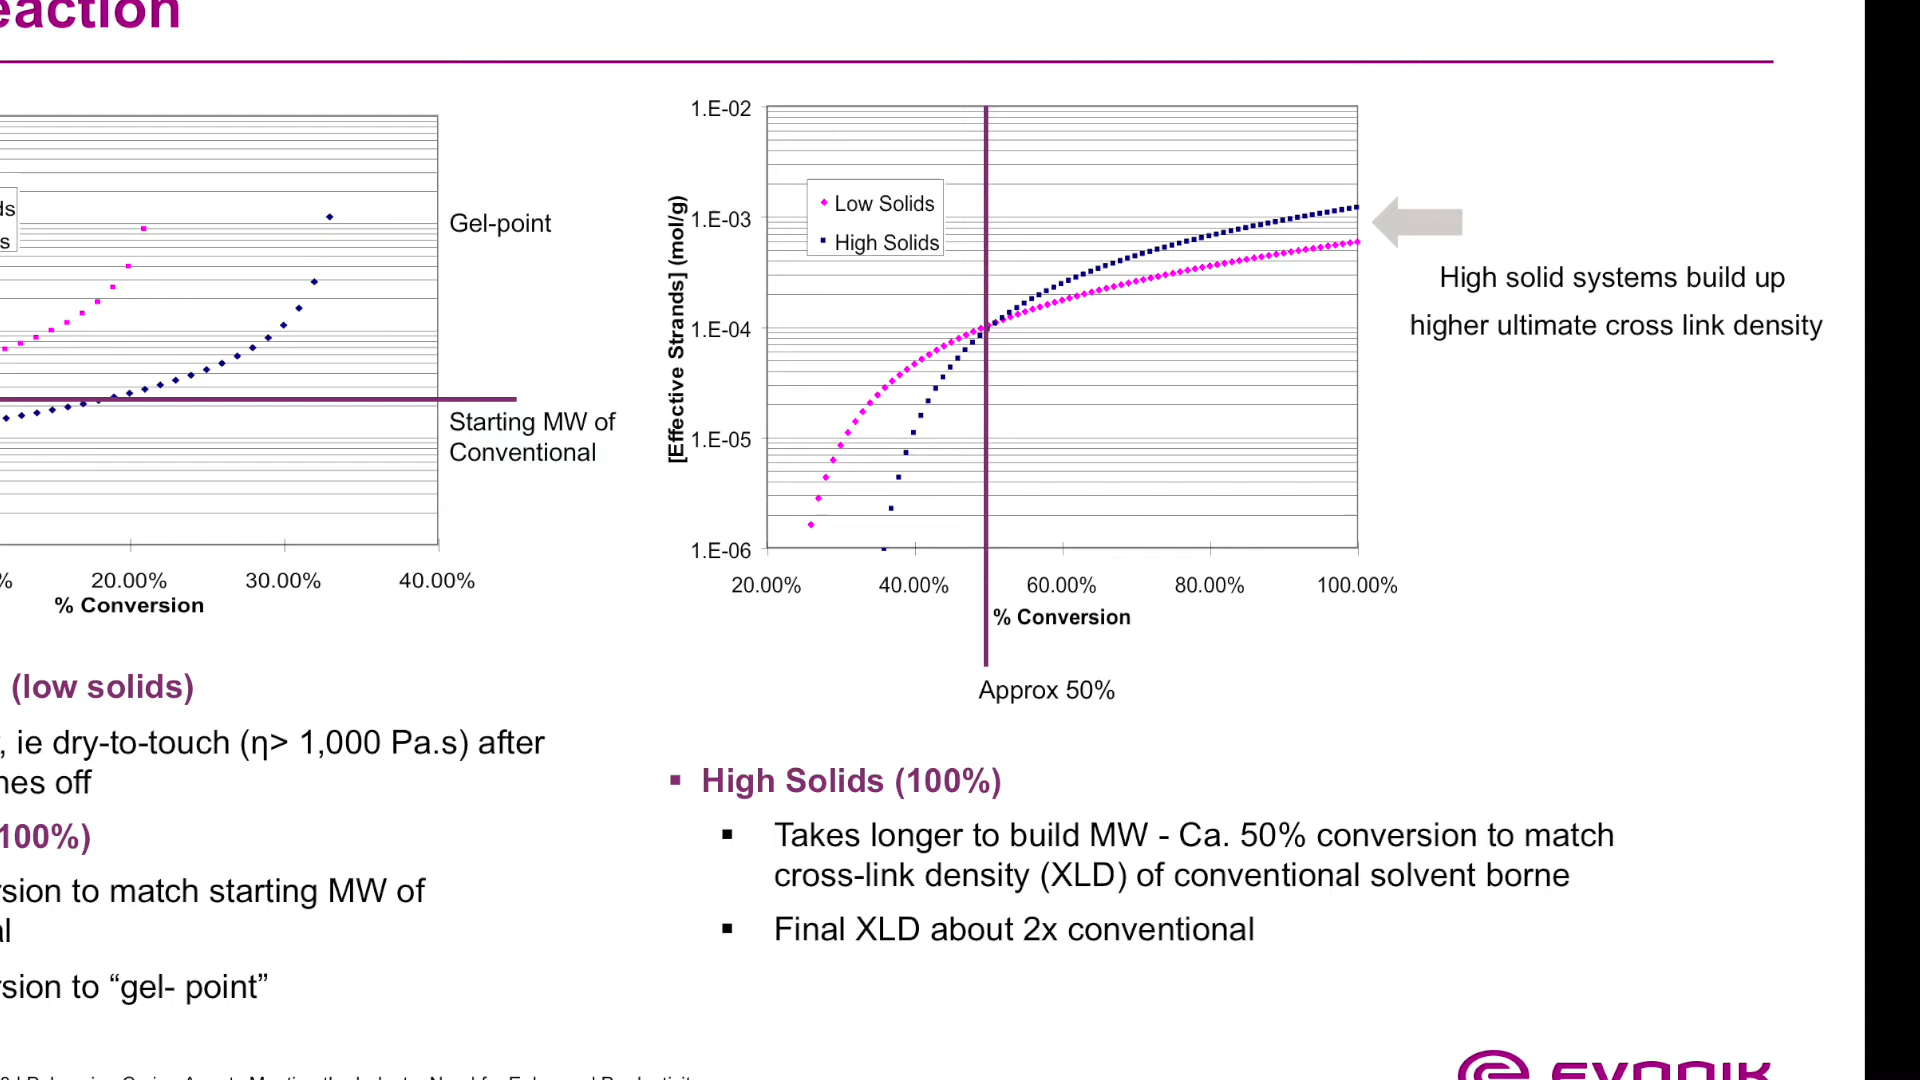 eaction
ds
s
Gel-point
Starting MW of
Conventional
%
20.00%
30.00%
40.00%
% Conversion
1.E-02
1.E-03
1.E-04
1.E-05
1.E-06
[Effective Strands] (mol/g)
Low Solids
High Solids
20.00%
40.00%
60.00%
80.00%
100.00%
% Conversion
Approx 50%
High solid systems build up
higher ultimate cross link density
(low solids)
, ie dry-to-touch (η> 1,000 Pa.s) after
nes off
100%)
rsion to match starting MW of
al
rsion to “gel- point”
▪ High Solids (100%)
▪ Takes longer to build MW - Ca. 50% conversion to match
cross-link density (XLD) of conventional solvent borne
▪ Final XLD about 2x conventional
EVONIK